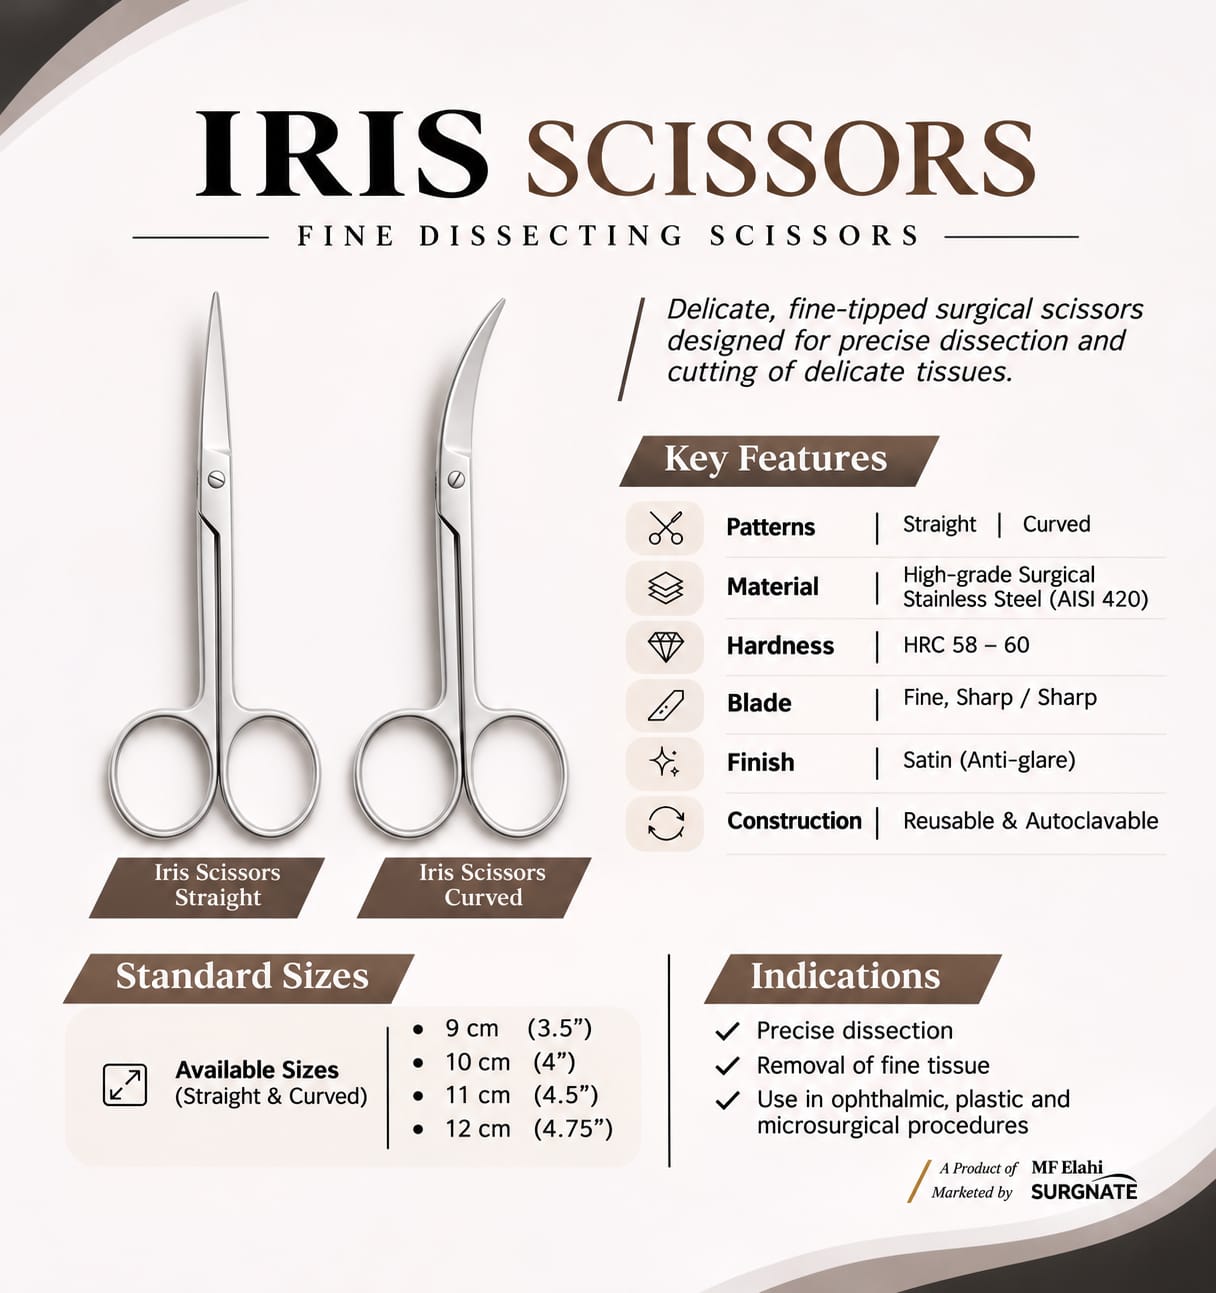 IRIS SCISSORS
FINE DISSECTING SCISSORS
Delicate, fine-tipped surgical scissors
designed for precise dissection and
cutting of delicate tissues.
Key Features
Patterns | Straight | Curved
Material | High-grade Surgical
Stainless Steel (AISI 420)
Hardness | HRC 58 – 60
Blade | Fine, Sharp / Sharp
Finish | Satin (Anti-glare)
Construction | Reusable & Autoclavable
Iris Scissors
Straight
Iris Scissors
Curved
Standard Sizes
Available Sizes
(Straight & Curved)
• 9 cm (3.5”)
• 10 cm (4”)
• 11 cm (4.5”)
• 12 cm (4.75”)
Indications
✓ Precise dissection
✓ Removal of fine tissue
✓ Use in ophthalmic, plastic and
microsurgical procedures
A Product of MF Elahi
Marketed by SURGNATE